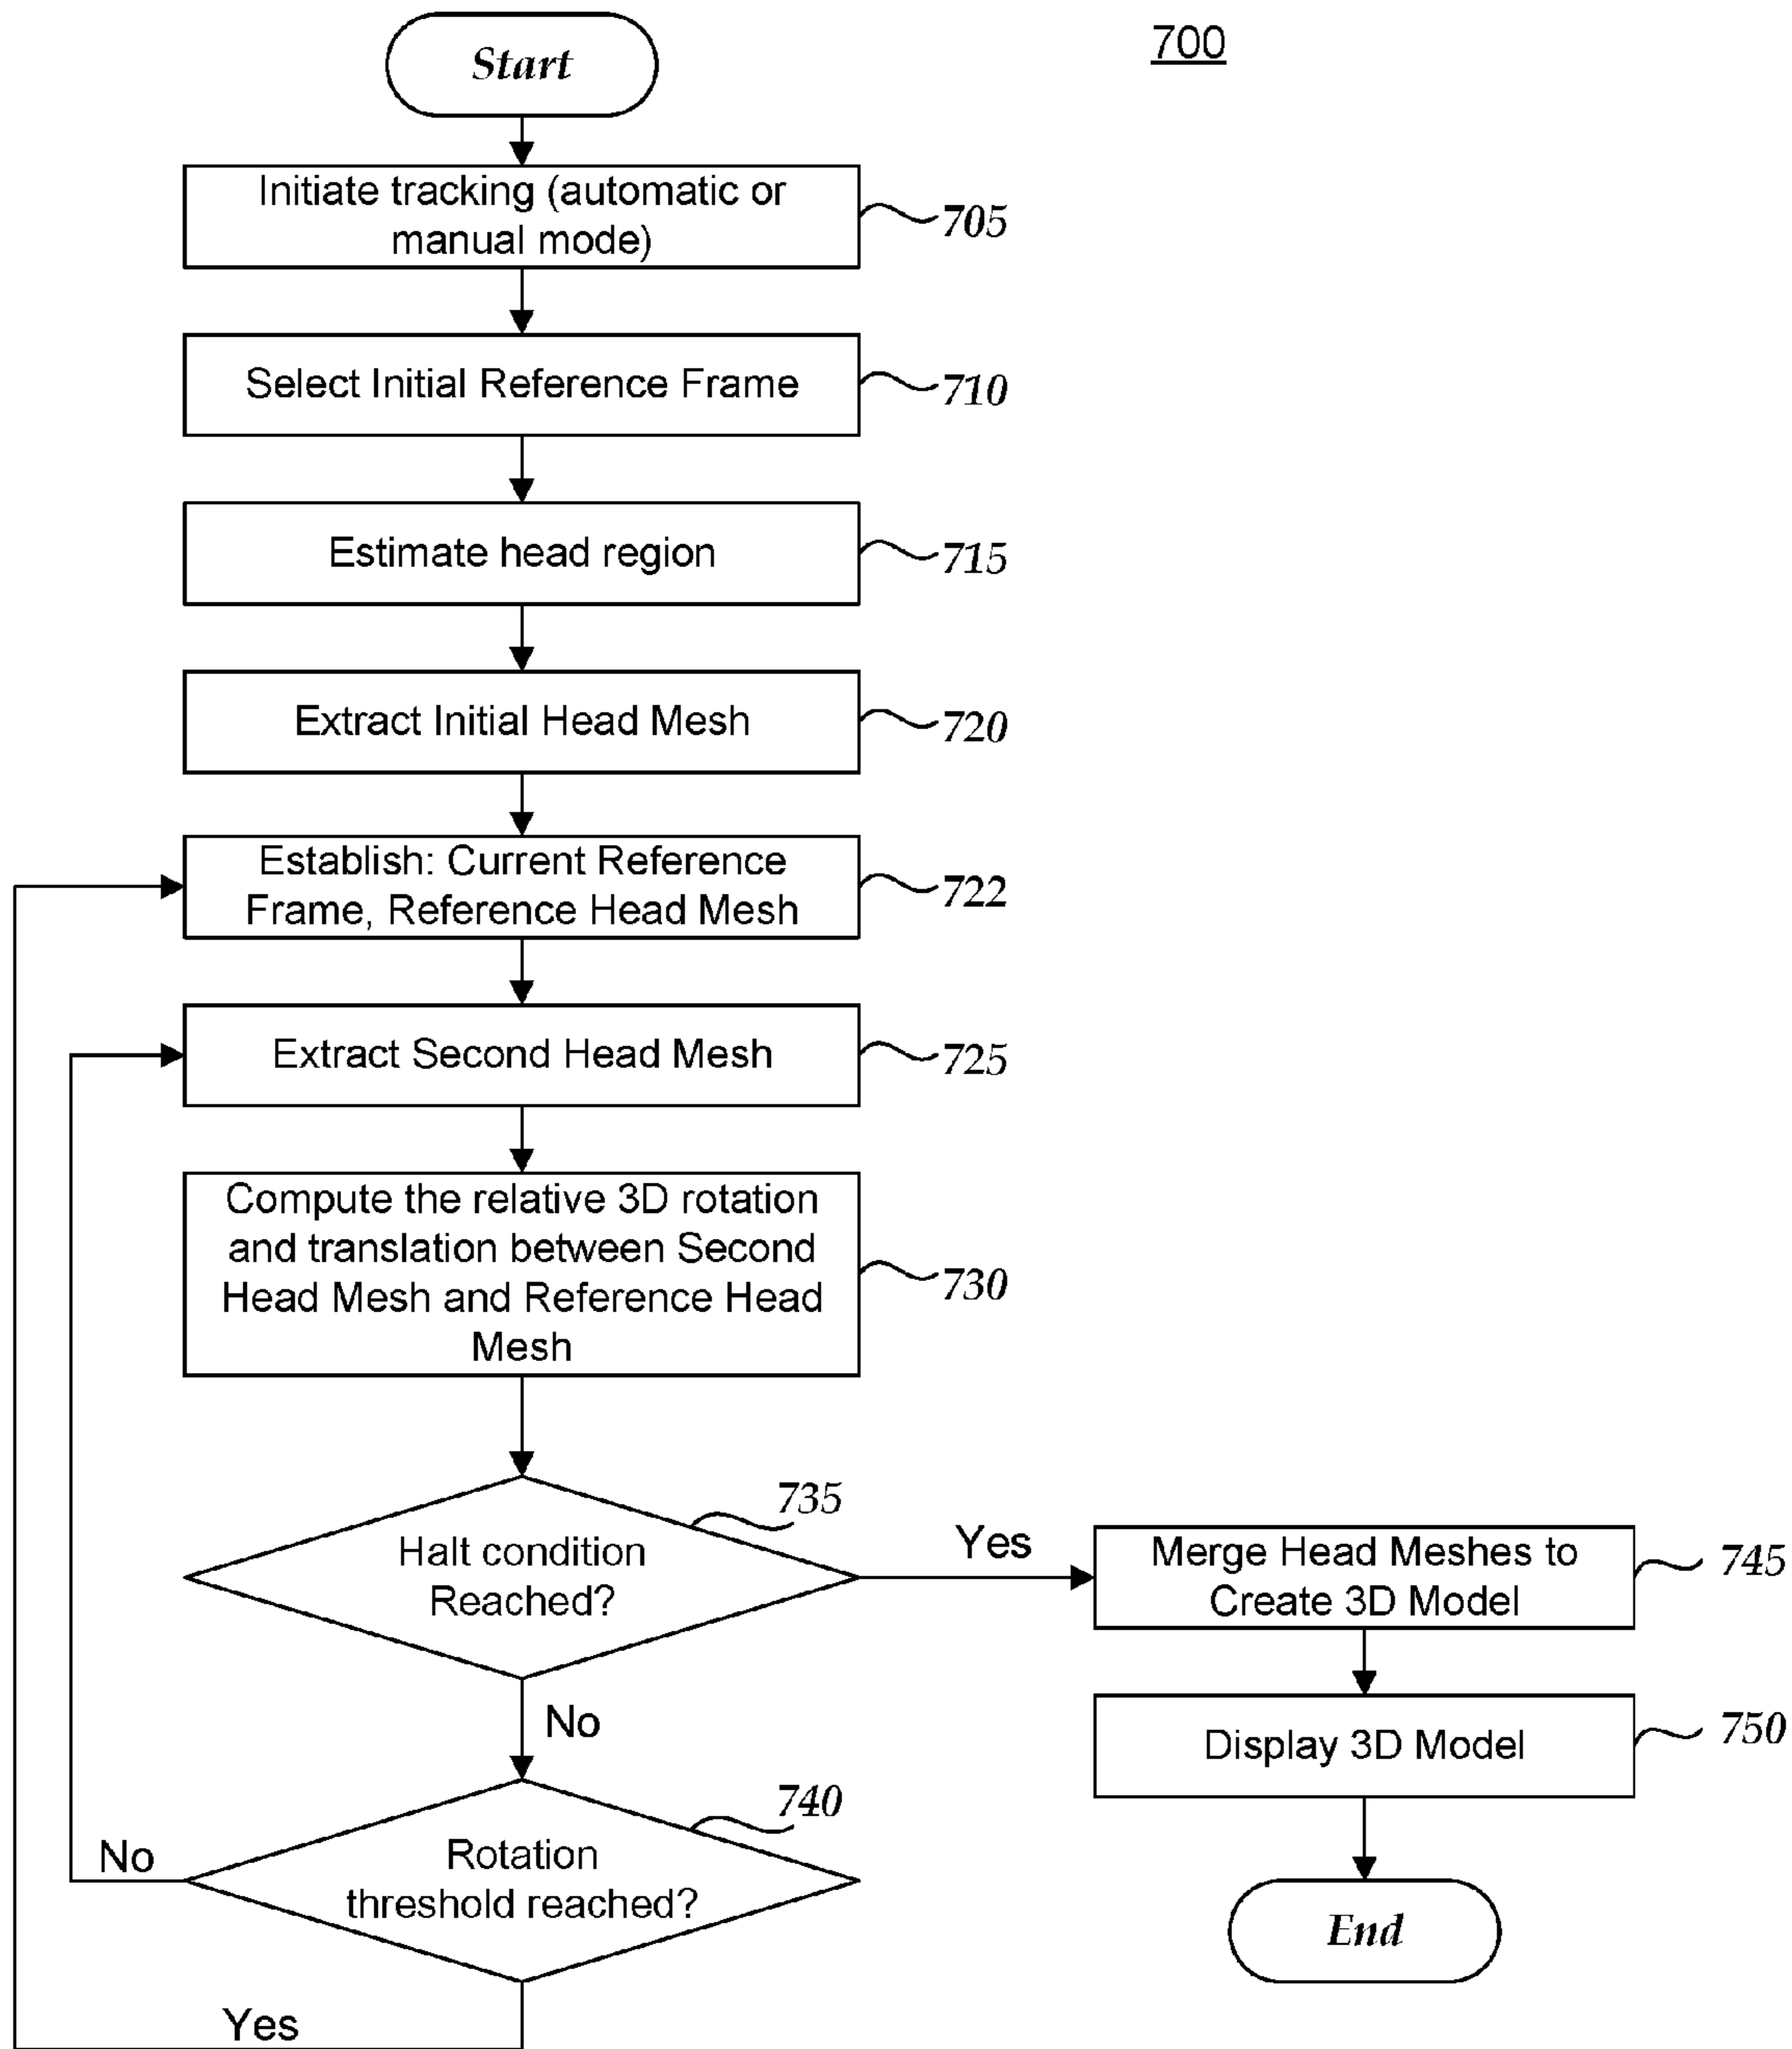 700
Start
Initiate tracking (automatic or
manual mode)
705
Select Initial Reference Frame
710
Estimate head region
715
Extract Initial Head Mesh
720
Establish: Current Reference
Frame, Reference Head Mesh
722
Extract Second Head Mesh
725
Compute the relative 3D rotation
and translation between Second
Head Mesh and Reference Head
Mesh
730
Halt condition
Reached?
735
Yes
Merge Head Meshes to
Create 3D Model
745
No
Display 3D Model
750
Rotation
threshold reached?
740
No
Yes
End